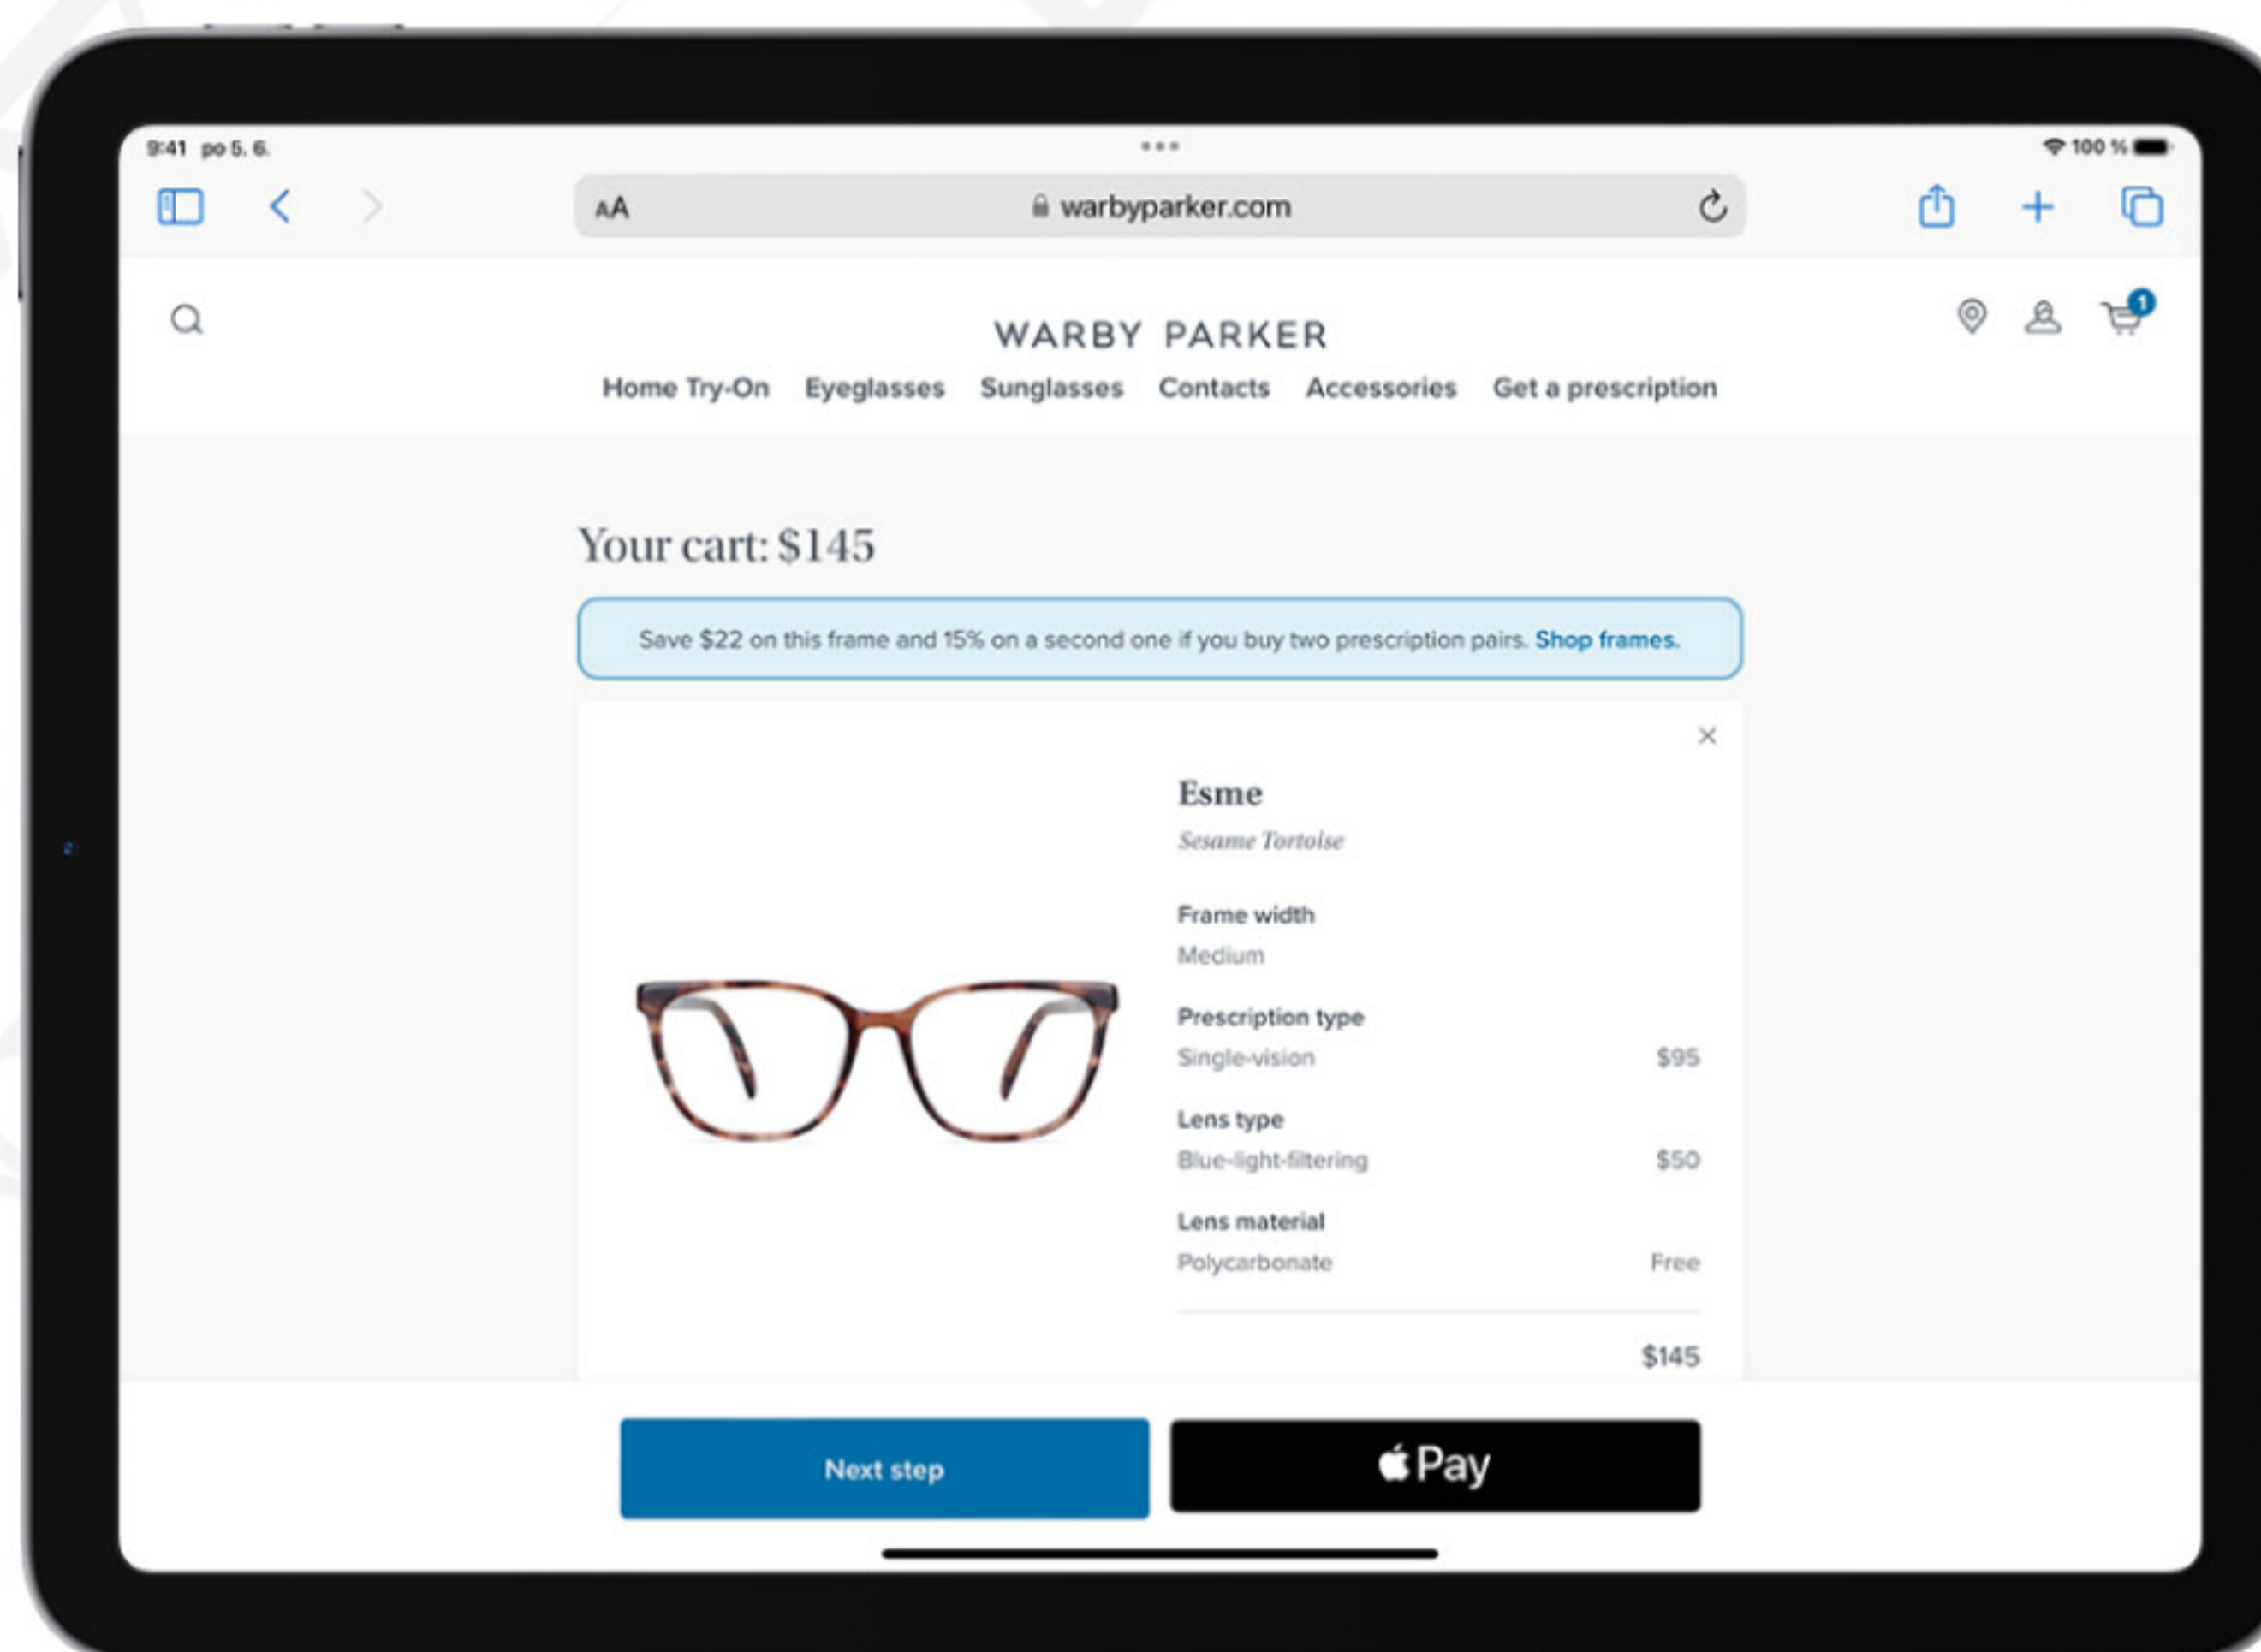 9:41 po 5. 6.
100 %
AA
warbyparker.com
1
WARBY PARKER
Home Try-On Eyeglasses Sunglasses Contacts Accessories Get a prescription
Your cart: $145
Save $22 on this frame and 15% on a second one if you buy two prescription pairs. Shop frames.
Esme
Sesame Tortoise
Frame width
Medium
Prescription type
Single-vision $95
Lens type
Blue-light-filtering $50
Lens material
Polycarbonate Free
$145
Next step
Pay